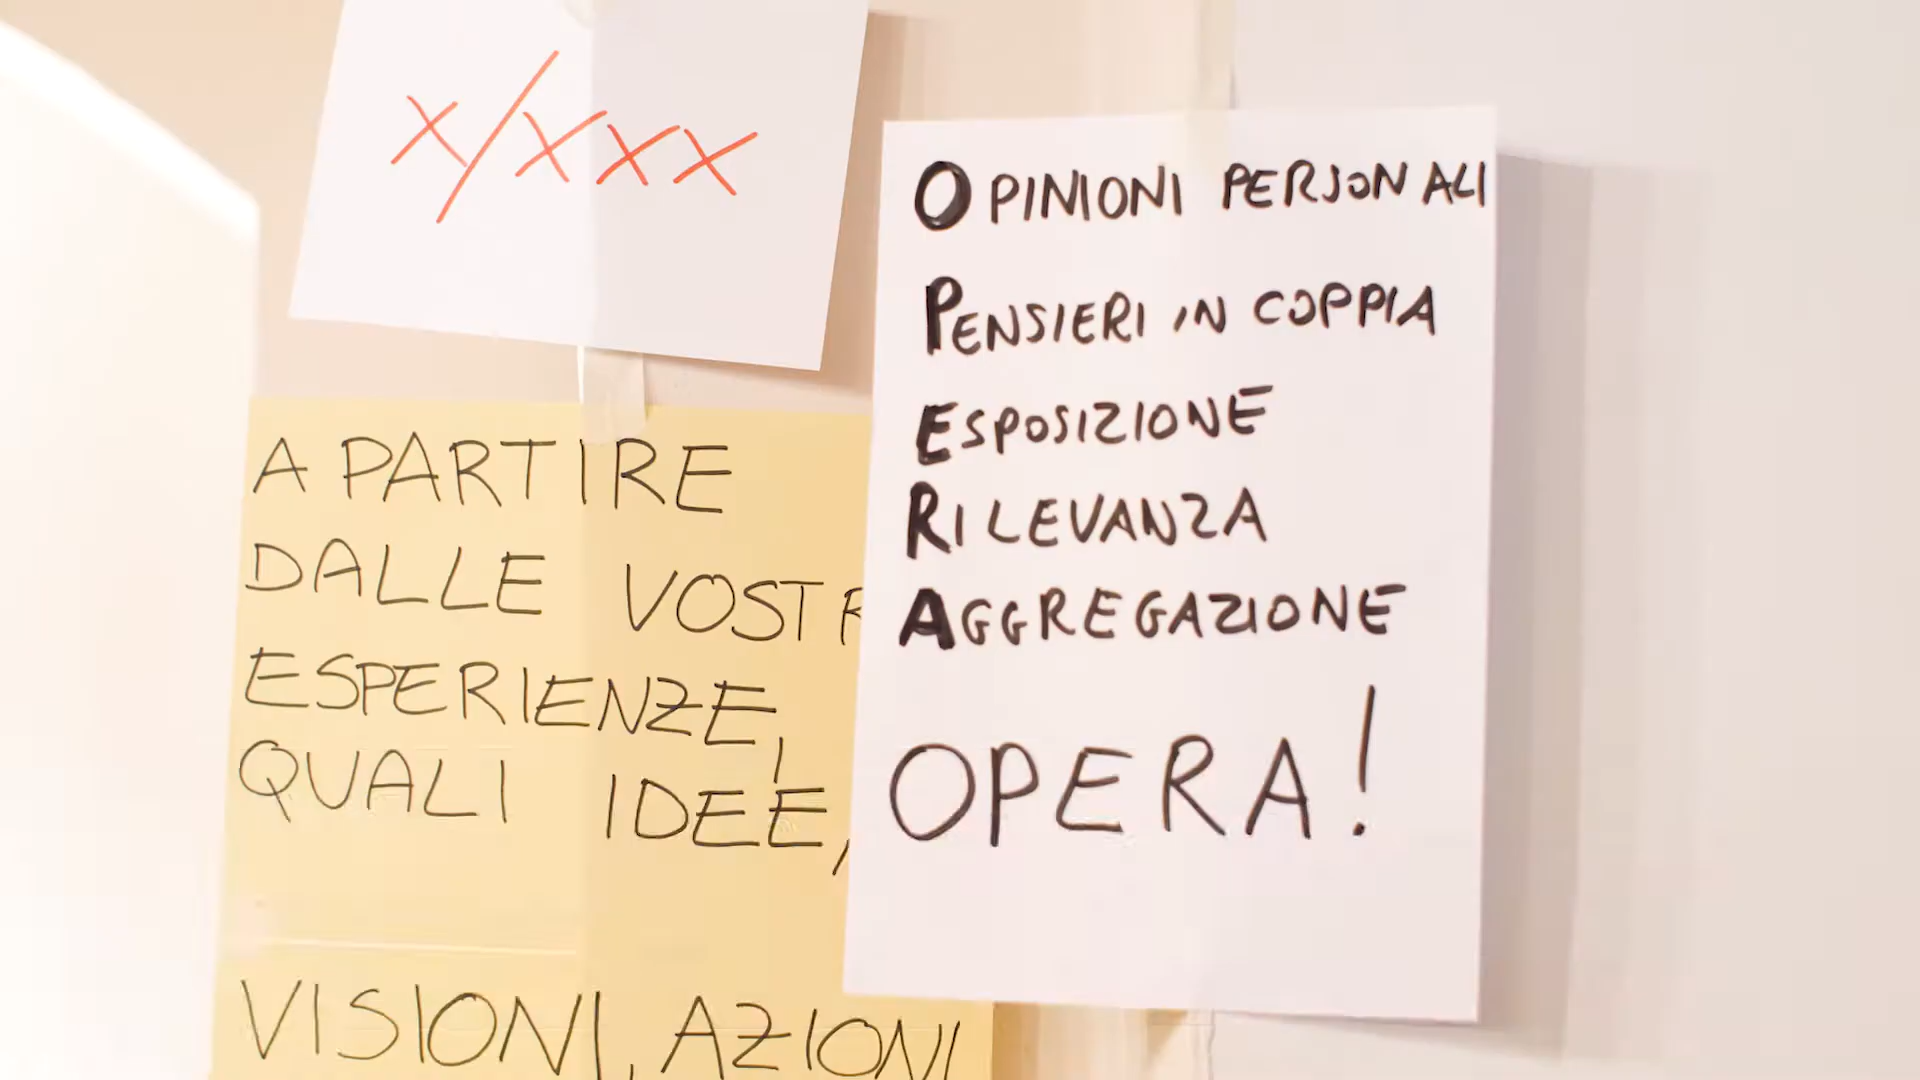 x/xxx
A PARTIRE
DALLE VOSTR
ESPERIENZE,
QUALI IDEE,
VISIONI, AZIONI
OPINIONI PERSONALI
PENSIERI IN COPPIA
ESPOSIZIONE
RILEVANZA
AGGREGAZIONE
OPERA!